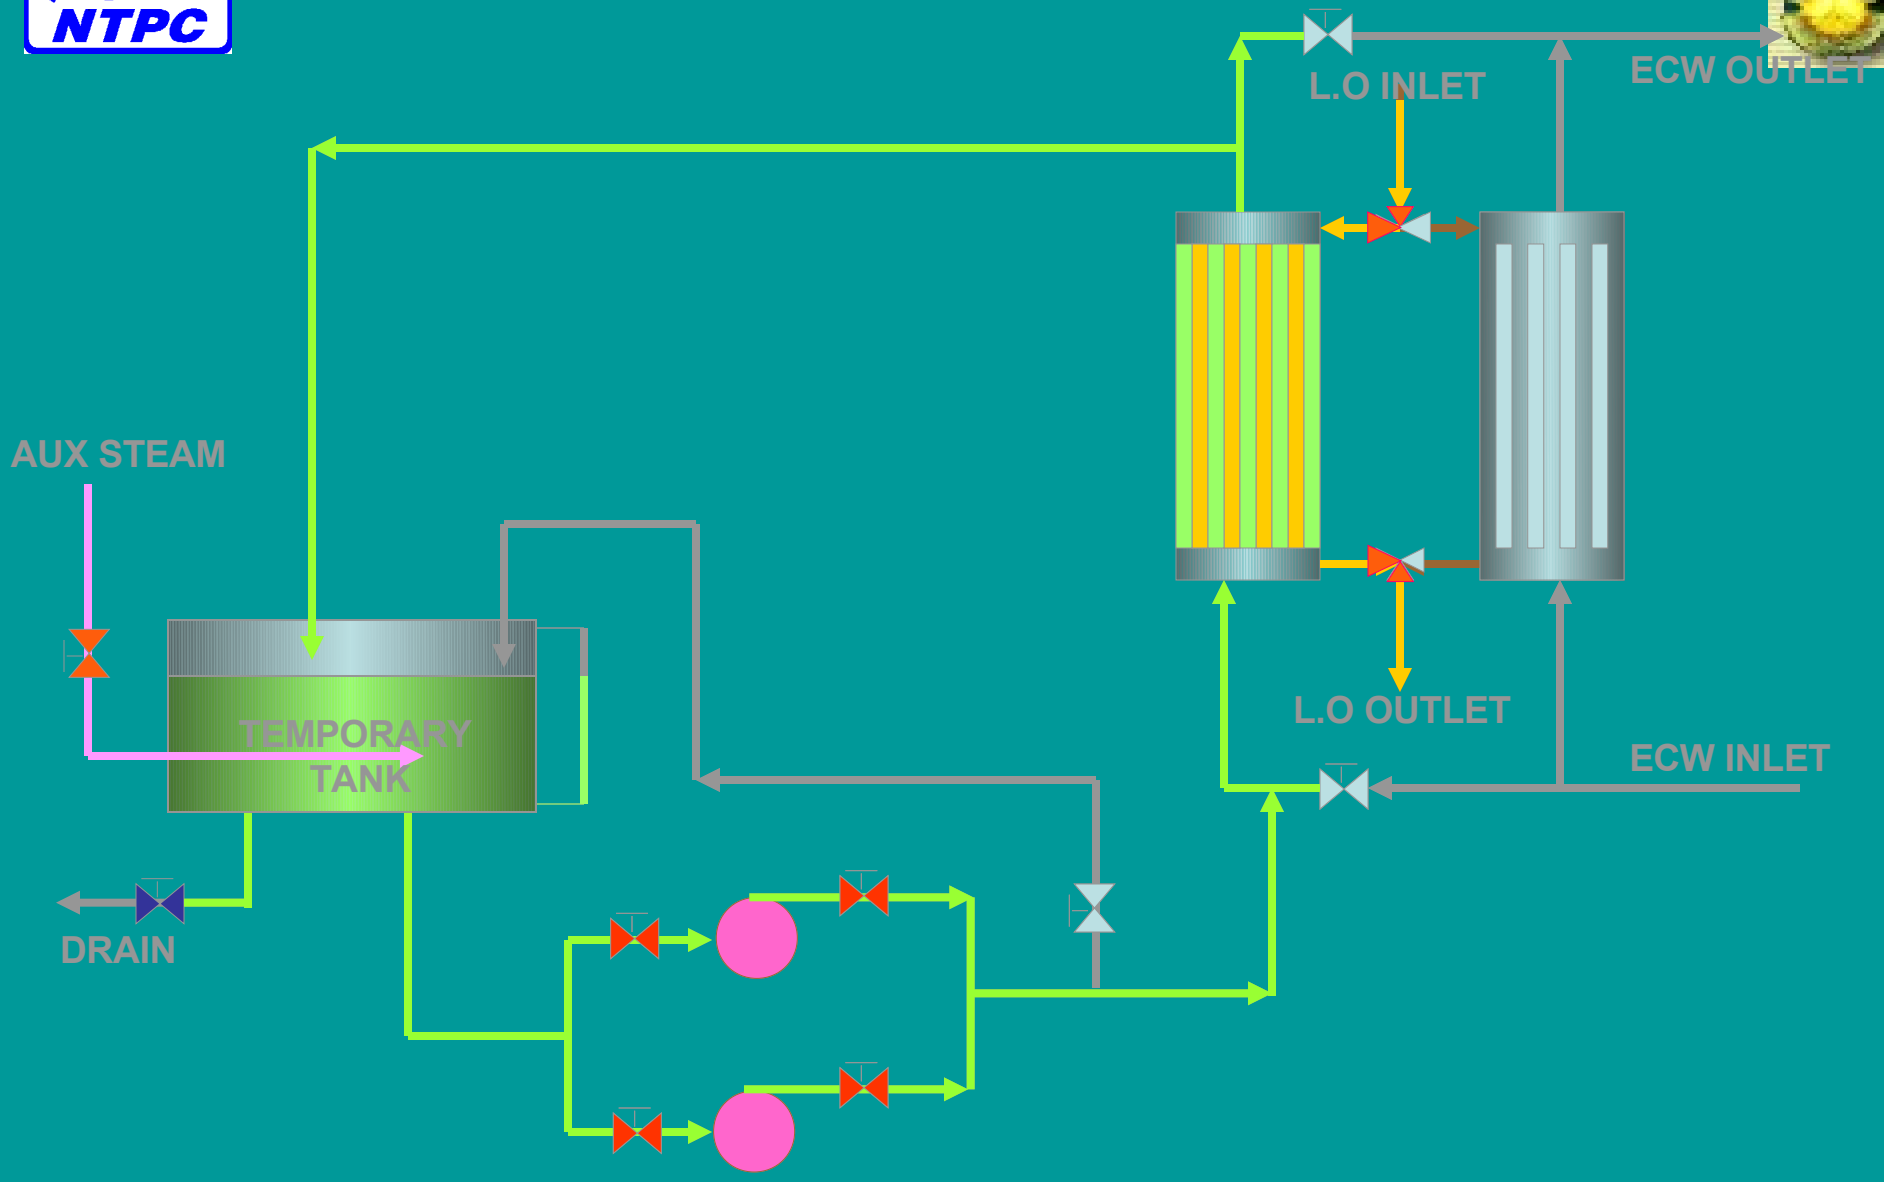 NTPC
ECW OUTLET
L.O INLET
AUX STEAM
L.O OUTLET
TEMPORARY
TANK
ECW INLET
DRAIN